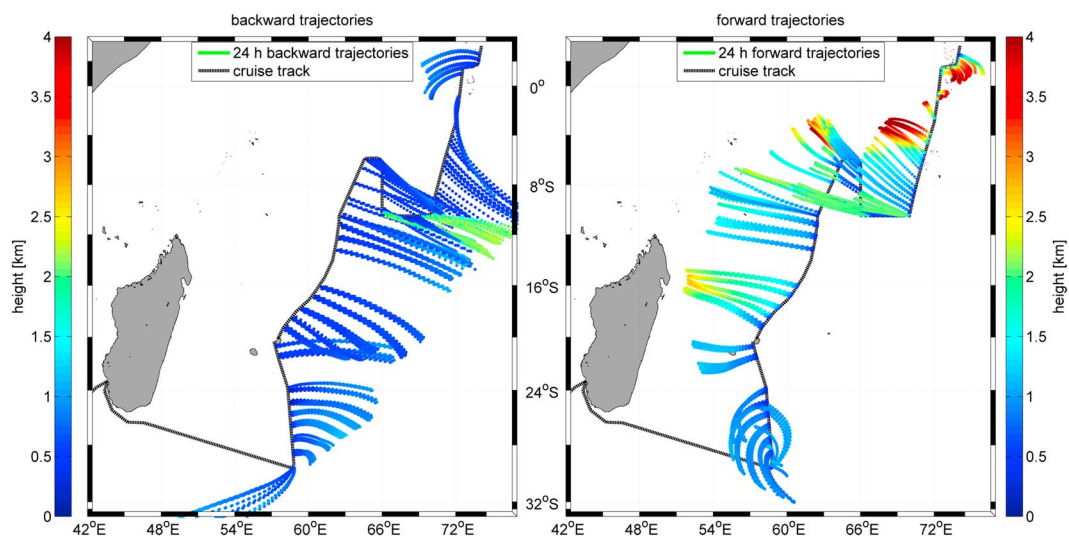 backward trajectories
forward trajectories
24 h backward trajectories
cruise track
24 h forward trajectories
cruise track
4
3.5
3
2.5
2
1.5
1
0.5
0
height [km]
0°
8°S
16°S
24°S
32°S
4
3.5
3
2.5
2
1.5
1
0.5
0
height [km]
42°E 48°E 54°E 60°E 66°E 72°E
42°E 48°E 54°E 60°E 66°E 72°E